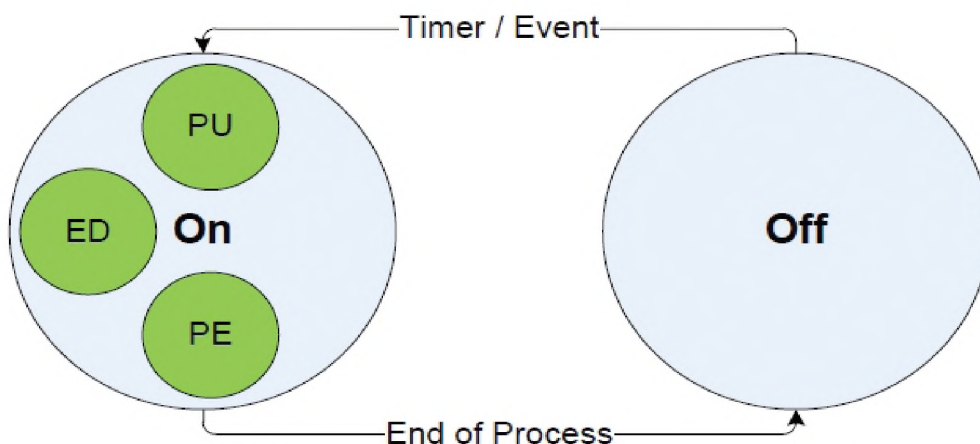 Timer / Event
PU
ED
On
Off
PE
End of Process